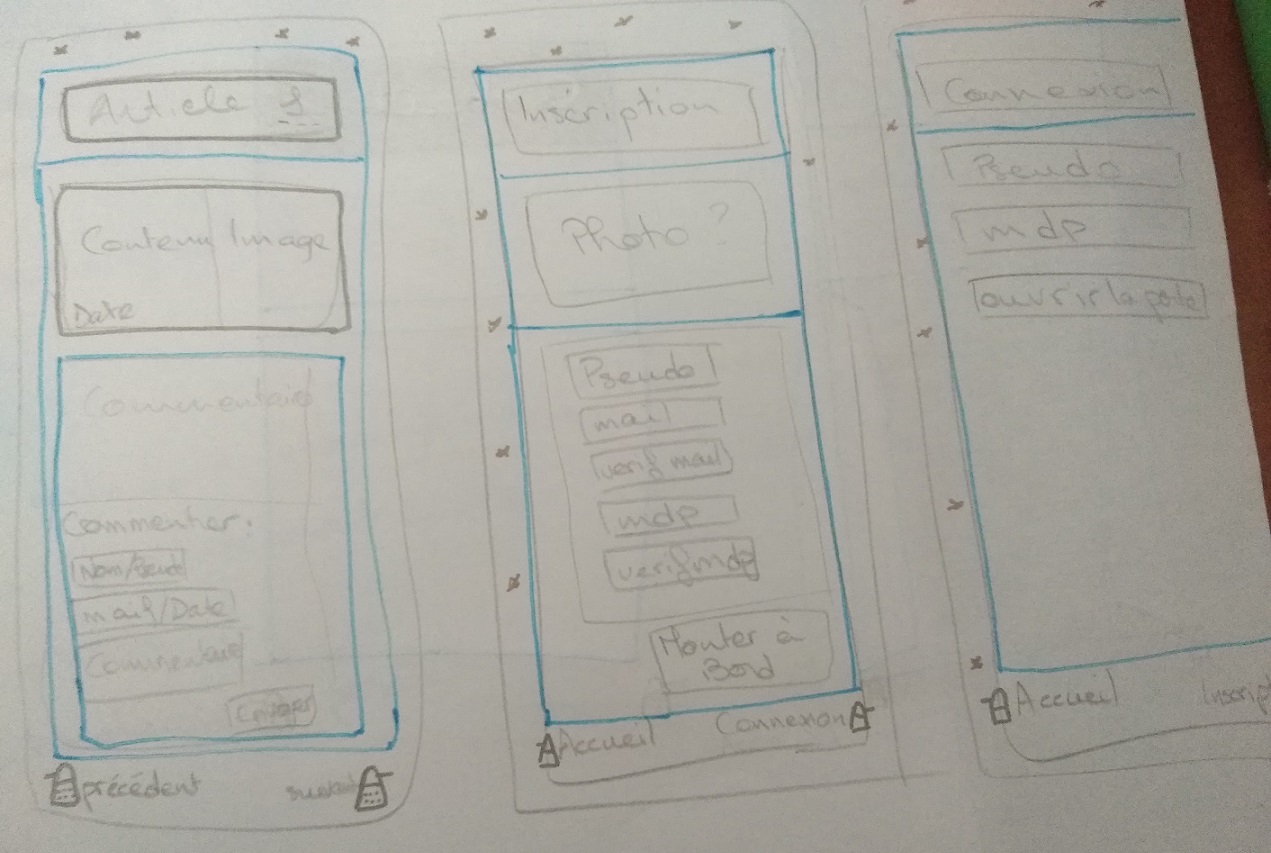 Article 1
Contenu Image
Date
Commentaire
Commenter.
Nom/Pseudo
mail/Date
Commentaire
Envoyer
précédent
suivant
Inscription
Photo ?
Pseudo
mail
verif mail
mdp
verif mdp
Monter à
Bord
Accueil
Connexion
Connexion
Pseudo
mdp
ouvrir la porte
Accueil
Inscript